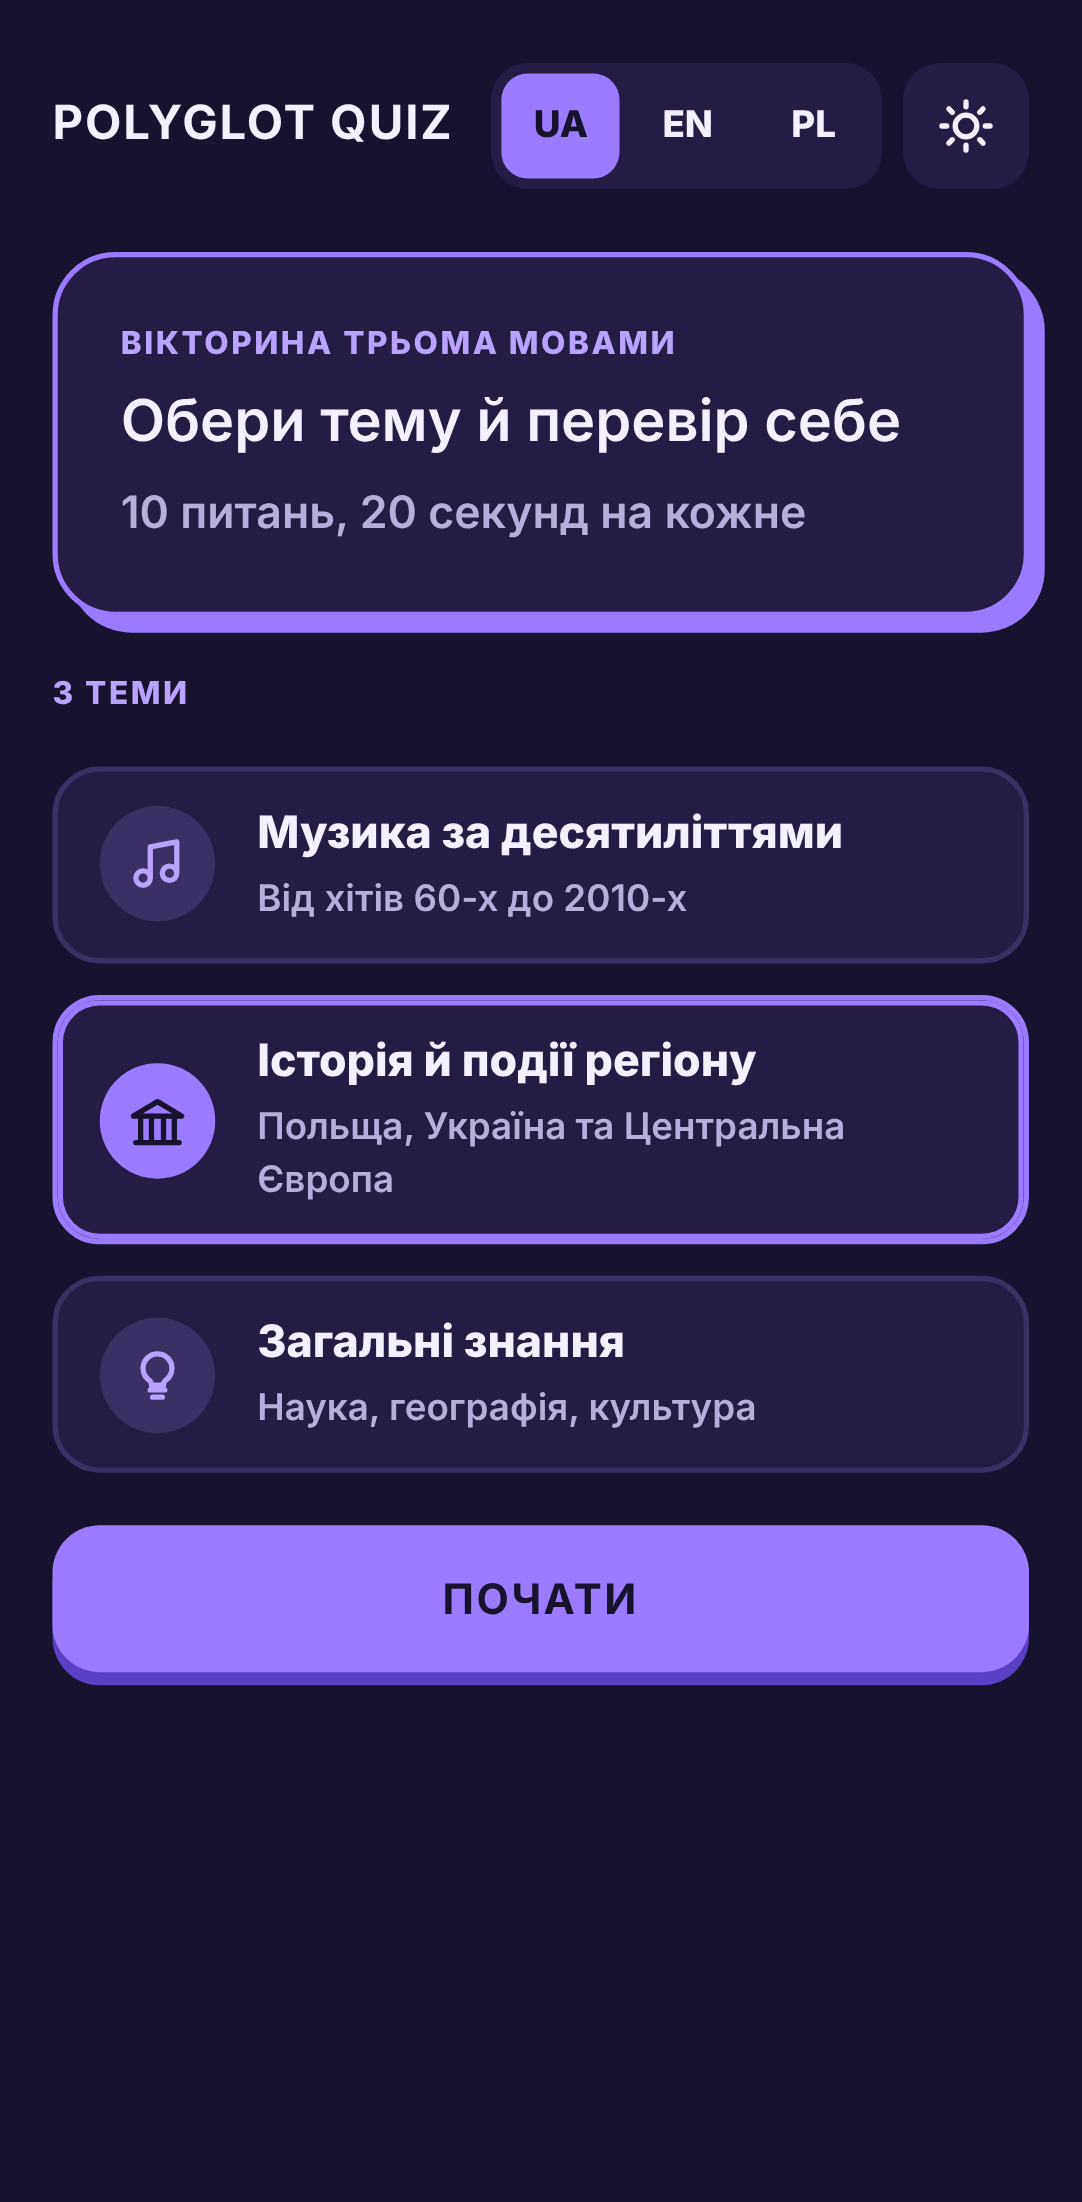 POLYGLOT QUIZ
UA EN PL
ВІКТОРИНА ТРЬОМА МОВАМИ
Обери тему й перевір себе
10 питань, 20 секунд на кожне
3 ТЕМИ
Музика за десятиліттями
Від хітів 60-х до 2010-х
Історія й події регіону
Польща, Україна та Центральна
Європа
Загальні знання
Наука, географія, культура
ПОЧАТИ